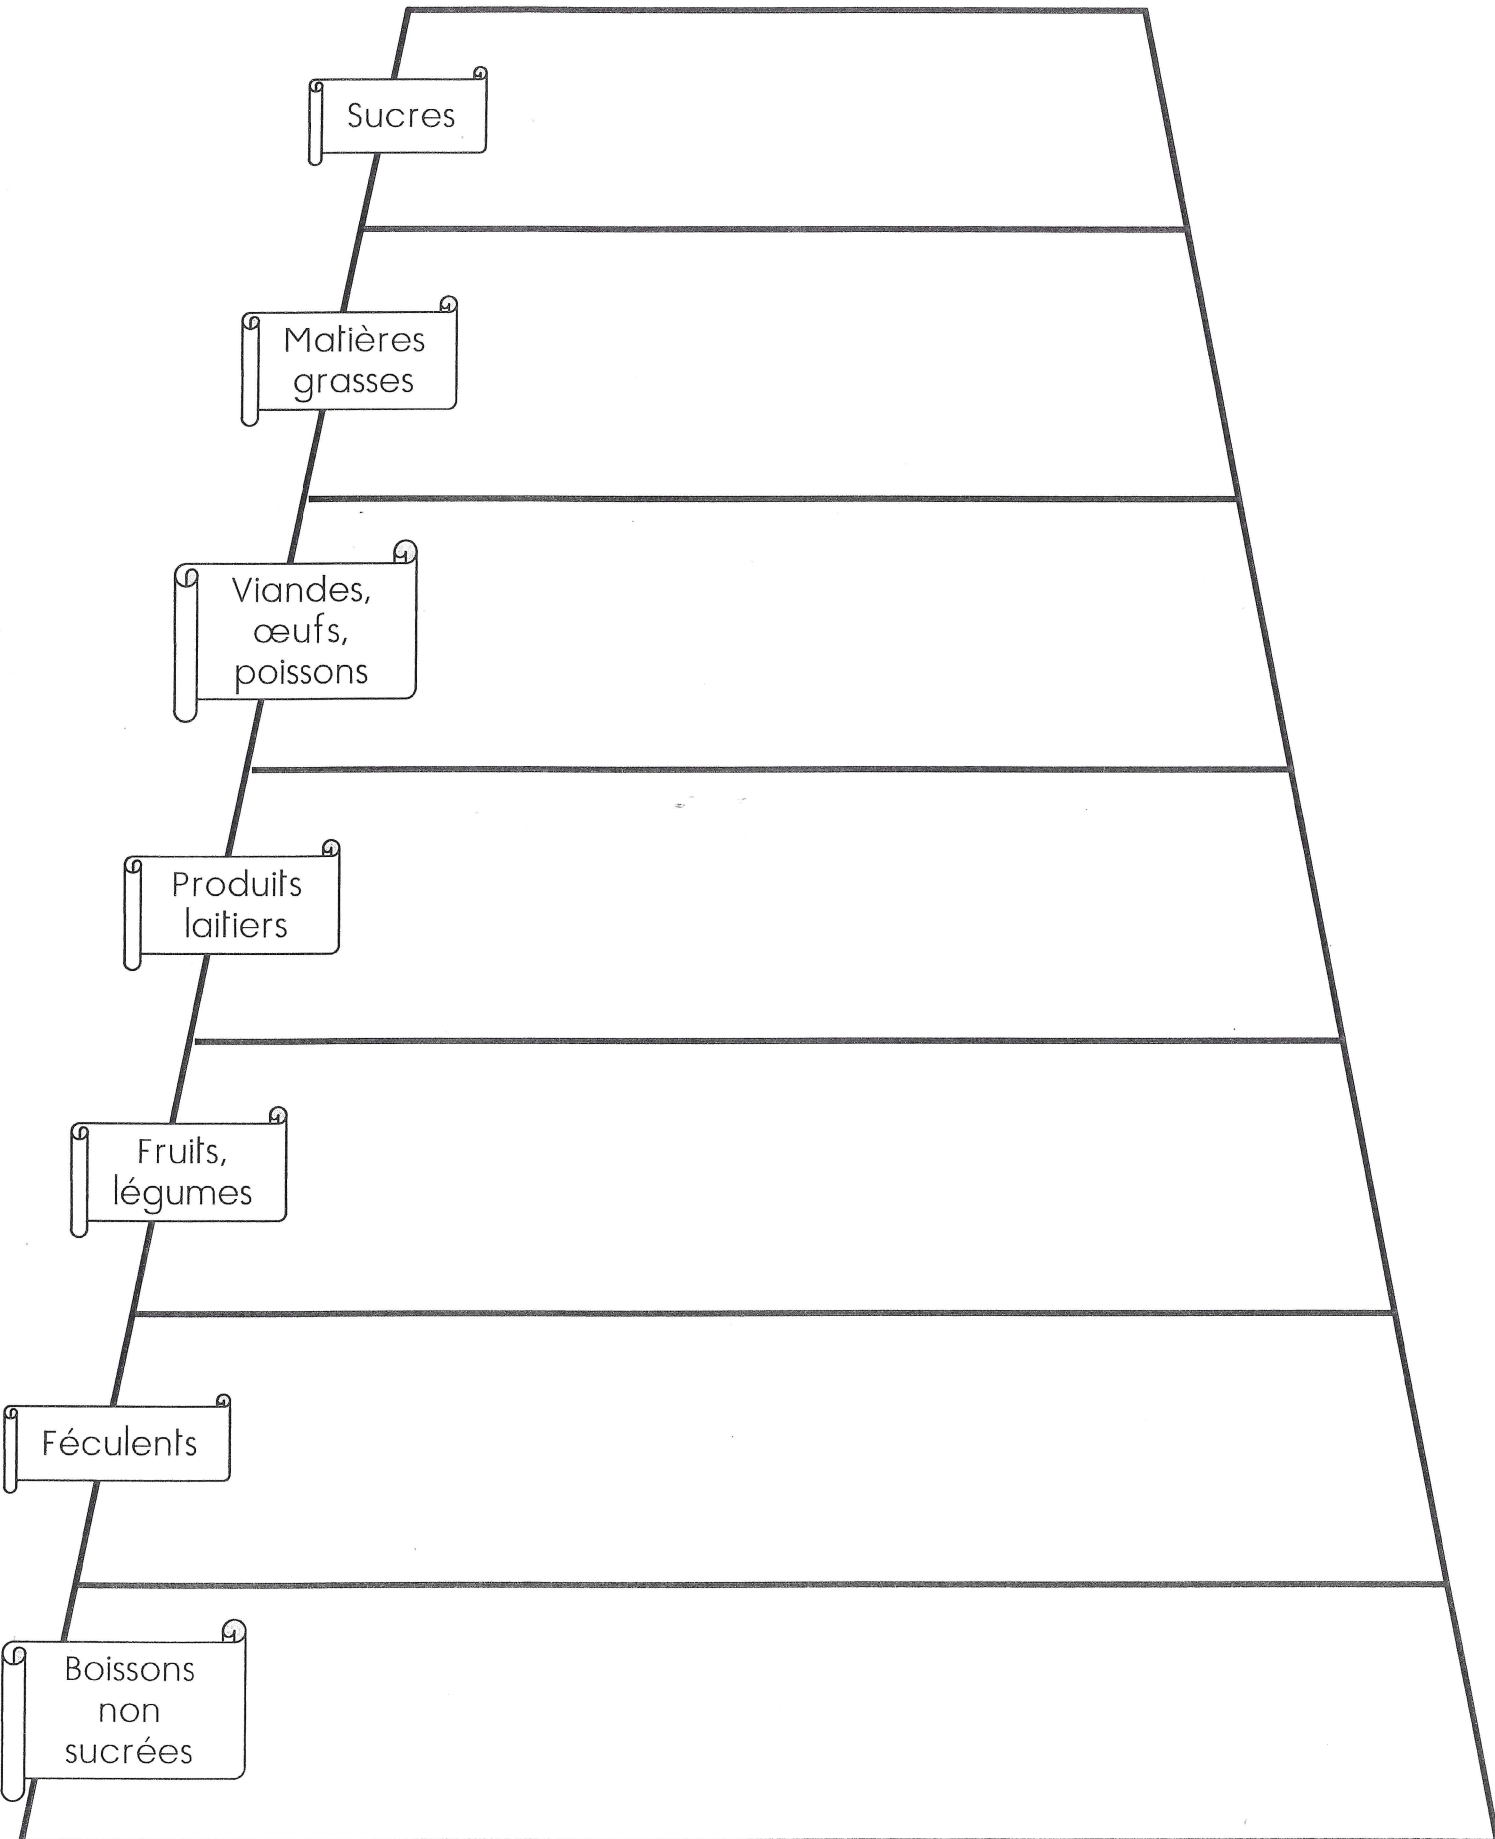 Sucres
Matières
grasses
Viandes,
œufs,
poissons
Produits
laitiers
Fruits,
légumes
Féculents
Boissons
non
sucrées